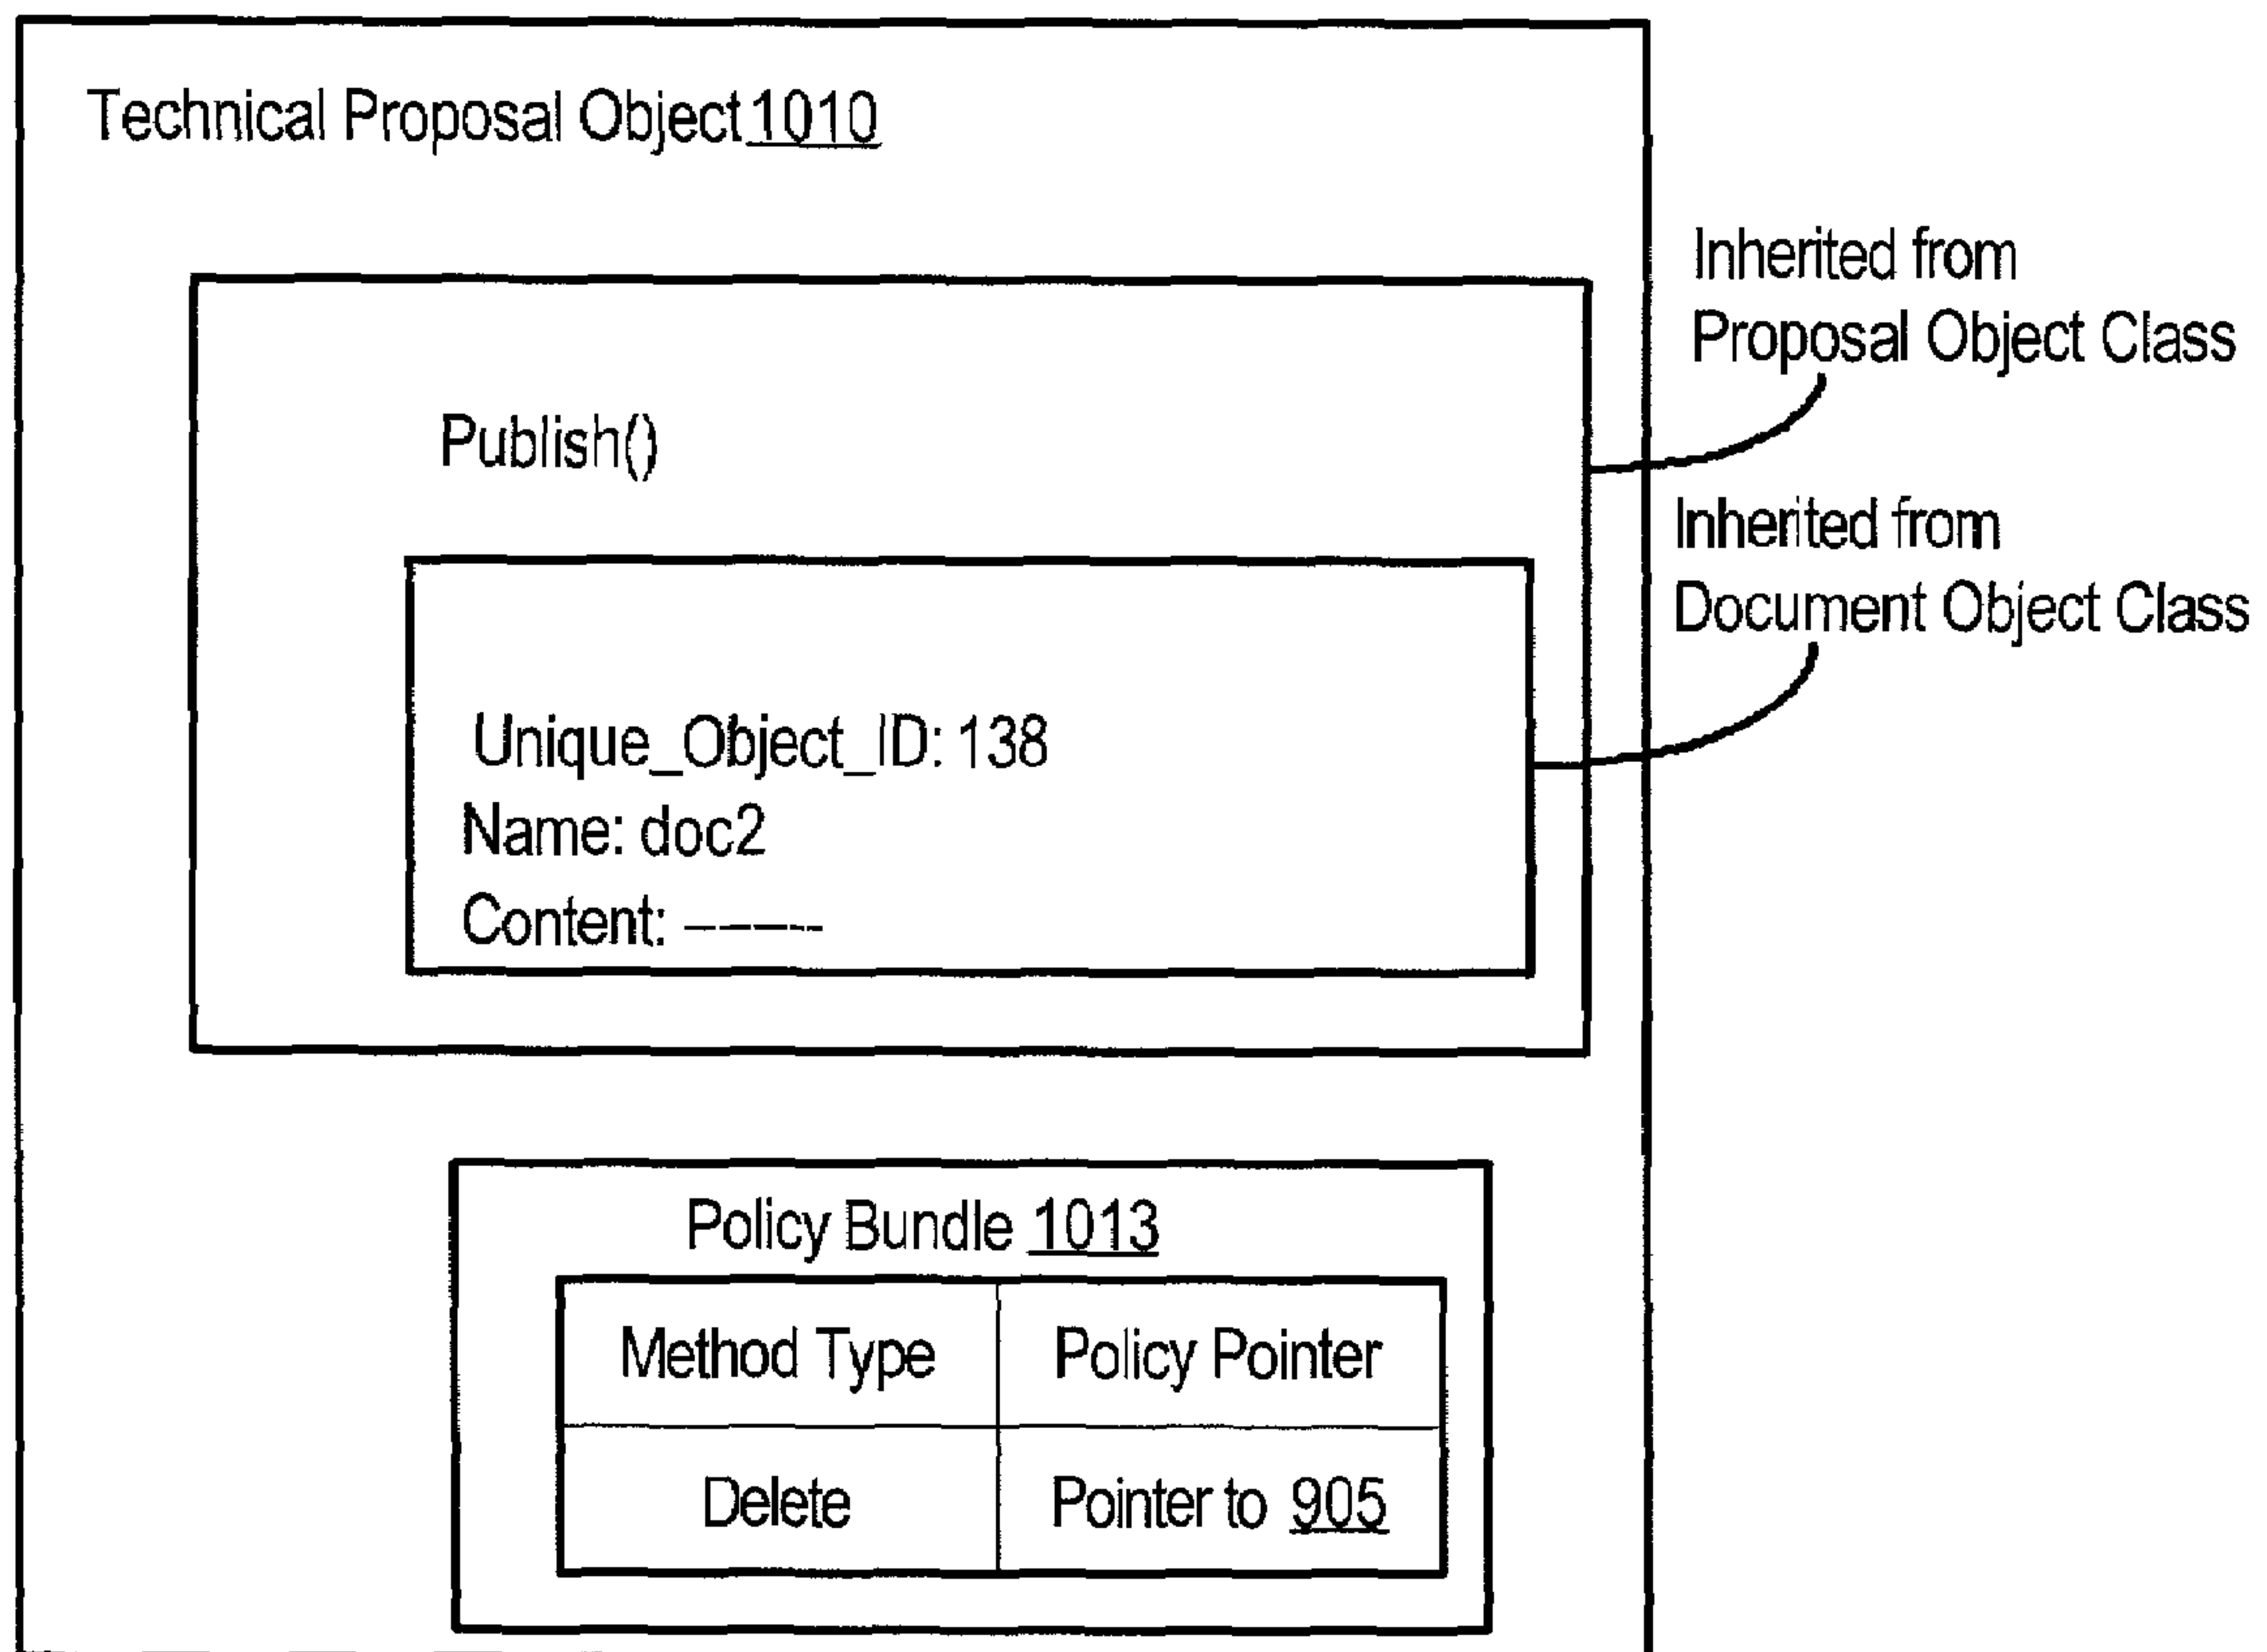 Technical Proposal Object 1010
Inherited from
Proposal Object Class
Publish()
Inherited from
Document Object Class
Unique_Object_ID: 138
Name: doc2
Content: -------
Policy Bundle 1013
Method Type Policy Pointer
Delete Pointer to 905